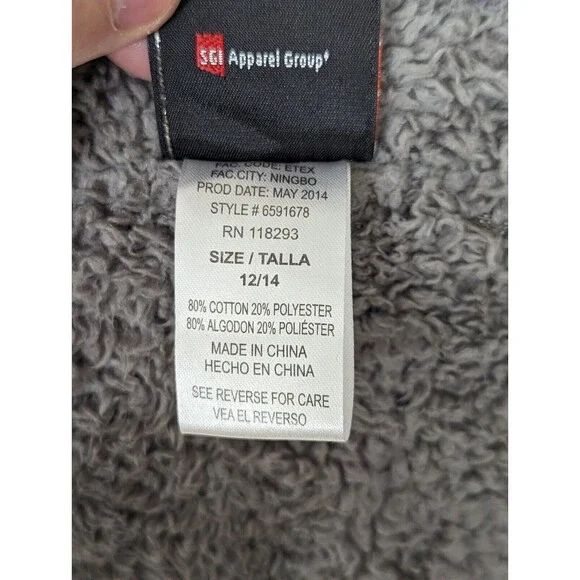 SGI Apparel Group
FAC. CODE: ETEX
FAC.CITY: NINGBO
PROD DATE: MAY 2014
STYLE # 6591678
RN 118293
SIZE / TALLA
12/14
80% COTTON 20% POLYESTER
80% ALGODON 20% POLIÉSTER
MADE IN CHINA
HECHO EN CHINA
SEE REVERSE FOR CARE
VEA EL REVERSO